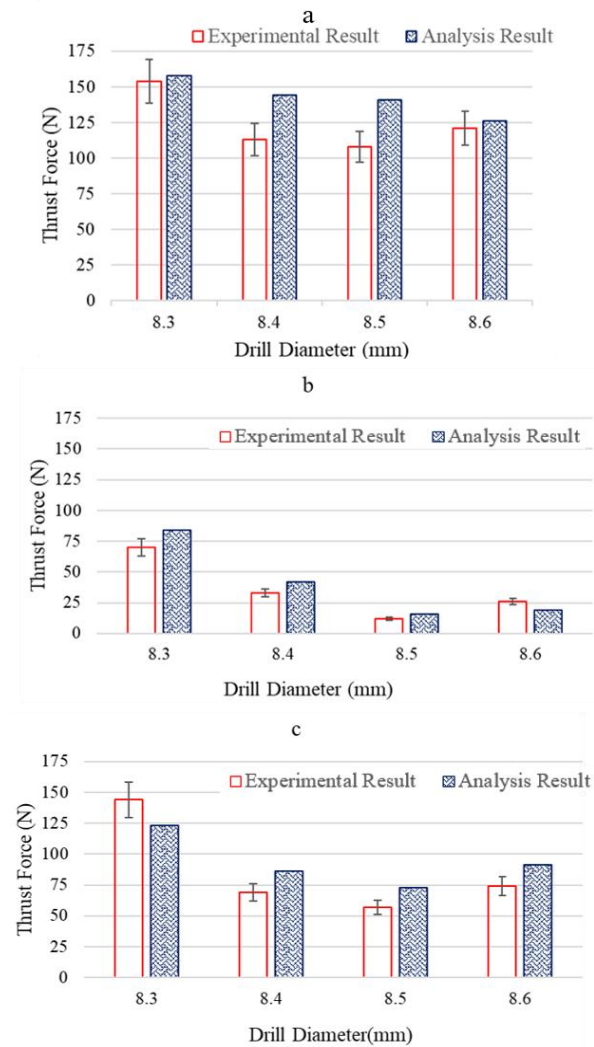 a
Experimental Result Analysis Result
175
150
125
100
75
50
25
0
Thrust Force (N)
8.3 8.4 8.5 8.6
Drill Diameter (mm)
b
175
150
125
100
75
50
25
0
Experimental Result Analysis Result
Thrust Force (N)
8.3 8.4 8.5 8.6
Drill Diameter (mm)
c
175
150
125
100
75
50
25
0
Experimental Result Analysis Result
Thrust Force (N)
8.3 8.4 8.5 8.6
Drill Diameter(mm)